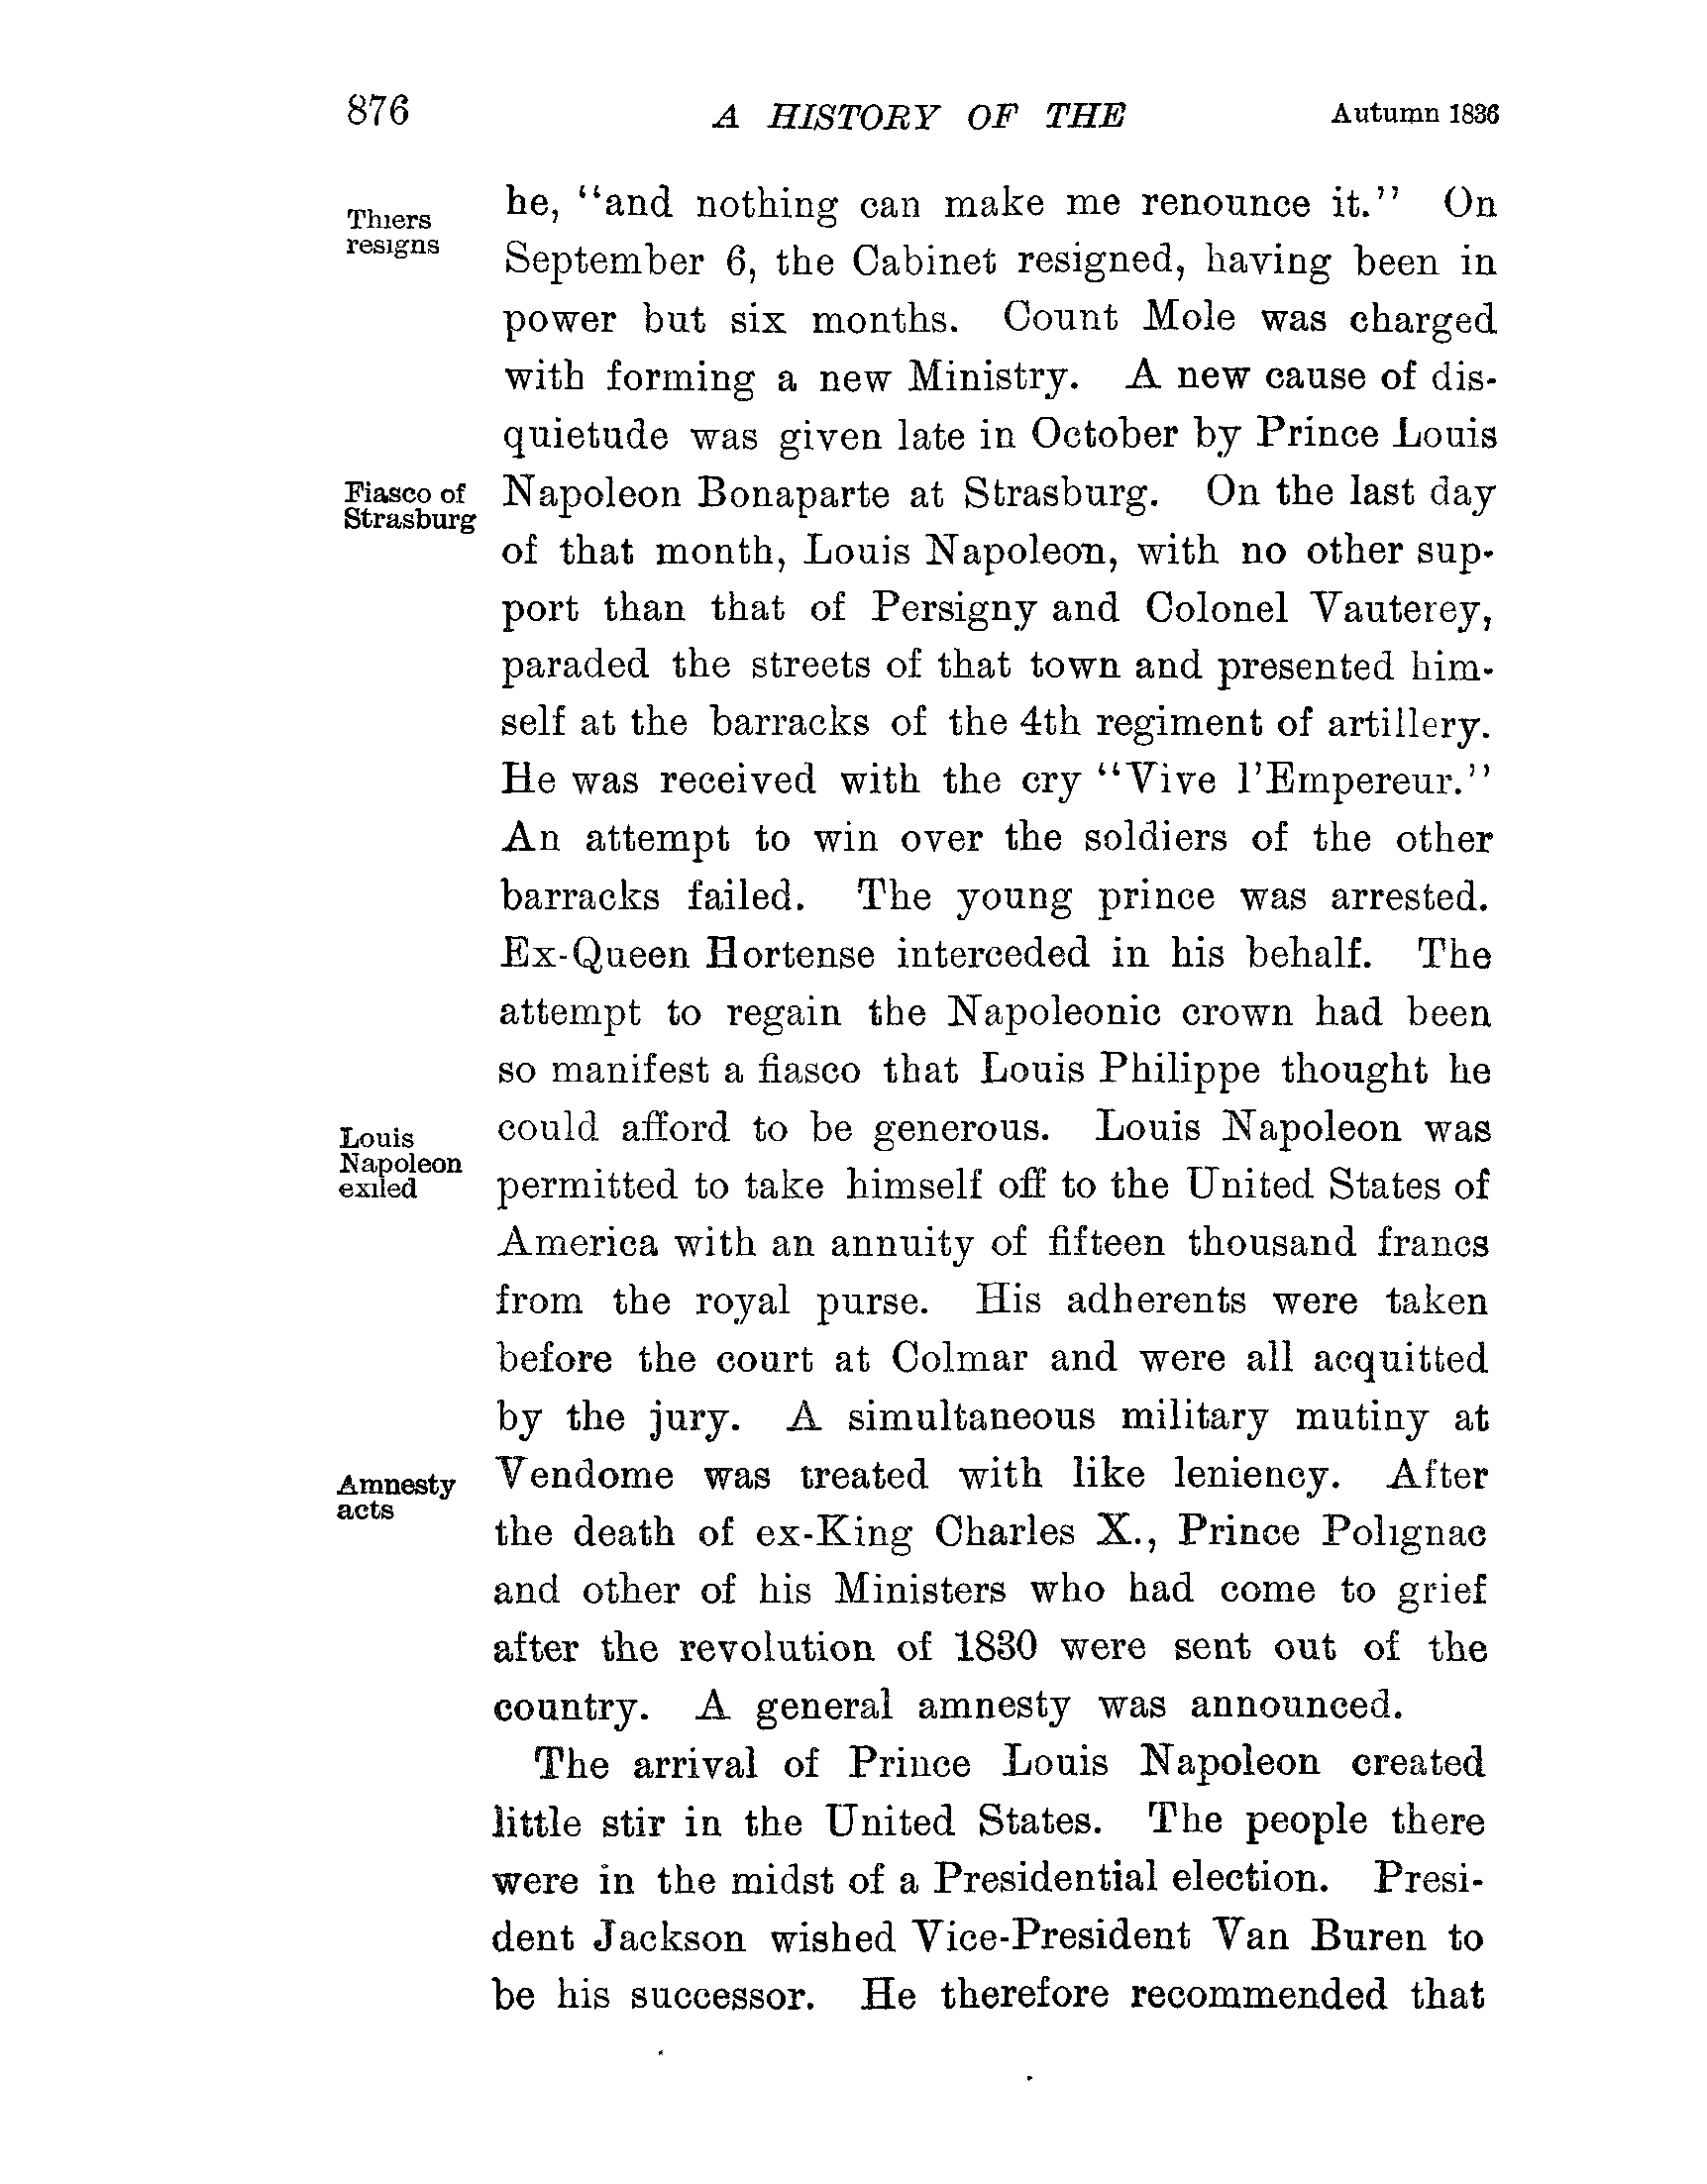 876
A HISTORY OF THE
Autumn 1836
Thiers
resigns
he, "and nothing can make me renounce it." On
September 6, the Cabinet resigned, having been in
power but six months. Count Mole was charged
with forming a new Ministry. A new cause of dis-
quietude was given late in October by Prince Louis
Fiasco of
Strasburg
Napoleon Bonaparte at Strasburg. On the last day
of that month, Louis Napoleon, with no other sup-
port than that of Persigny and Colonel Vauterey,
paraded the streets of that town and presented him-
self at the barracks of the 4th regiment of artillery.
He was received with the cry "Vive l'Empereur."
An attempt to win over the soldiers of the other
barracks failed. The young prince was arrested.
Ex-Queen Hortense interceded in his behalf. The
attempt to regain the Napoleonic crown had been
so manifest a fiasco that Louis Philippe thought he
Louis
Napoleon
exiled
could afford to be generous. Louis Napoleon was
permitted to take himself off to the United States of
America with an annuity of fifteen thousand francs
from the royal purse. His adherents were taken
before the court at Colmar and were all acquitted
by the jury. A simultaneous military mutiny at
Amnesty
acts
Vendome was treated with like leniency. After
the death of ex-King Charles X., Prince Polignac
and other of his Ministers who had come to grief
after the revolution of 1830 were sent out of the
country. A general amnesty was announced.
The arrival of Prince Louis Napoleon created
little stir in the United States. The people there
were in the midst of a Presidential election. Presi-
dent Jackson wished Vice-President Van Buren to
be his successor. He therefore recommended that